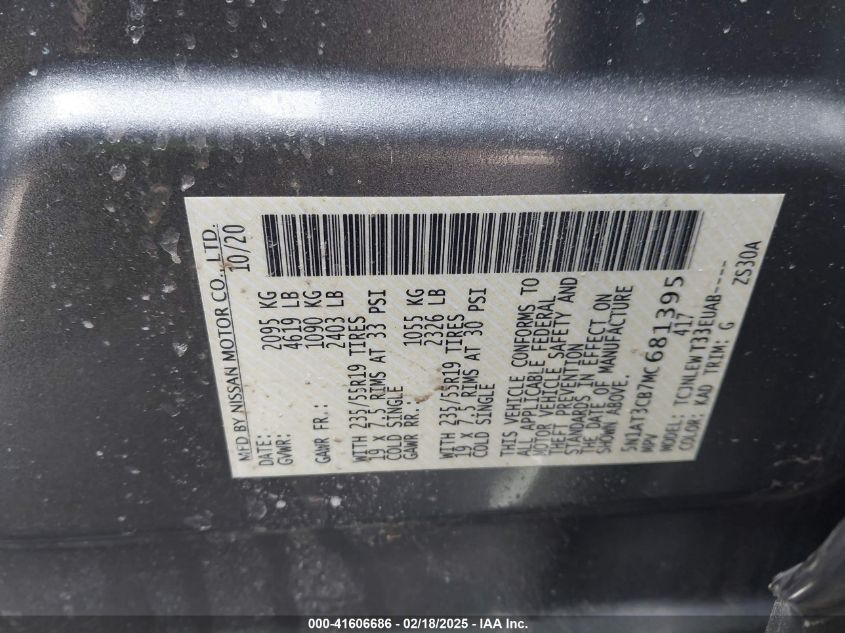 MFD BY NISSAN MOTOR CO., LTD.
DATE: 10/20
GVWR: 2095 KG
4619 LB
GAWR FR.: 1090 KG
2403 LB
WITH 235/55R19 TIRES
19 X 7.5 RIMS AT 33 PSI
COLD SINGLE
GAWR RR.: 1055 KG
2326 LB
WITH 235/55R19 TIRES
19 X 7.5 RIMS AT 30 PSI
COLD SINGLE
THIS VEHICLE CONFORMS TO
ALL APPLICABLE FEDERAL
MOTOR VEHICLE SAFETY AND
THEFT PREVENTION
STANDARDS IN EFFECT ON
THE DATE OF MANUFACTURE
SHOWN ABOVE.
5N1AT3CB7MC681395
MPV 417
MODEL: TCJNLEW T33EUAB----
COLOR: KAD TRIM: G
ZS30A
000-41606686 - 02/18/2025 - IAA Inc.